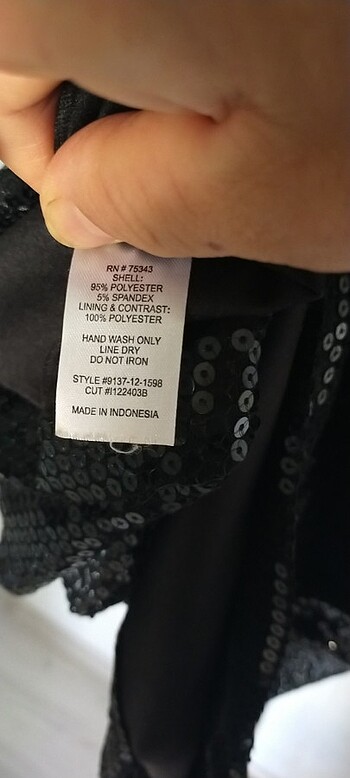 RN # 75343
SHELL:
95% POLYESTER
5% SPANDEX
LINING & CONTRAST:
100% POLYESTER
HAND WASH ONLY
LINE DRY
DO NOT IRON
STYLE #9137-12-1598
CUT #I122403B
MADE IN INDONESIA